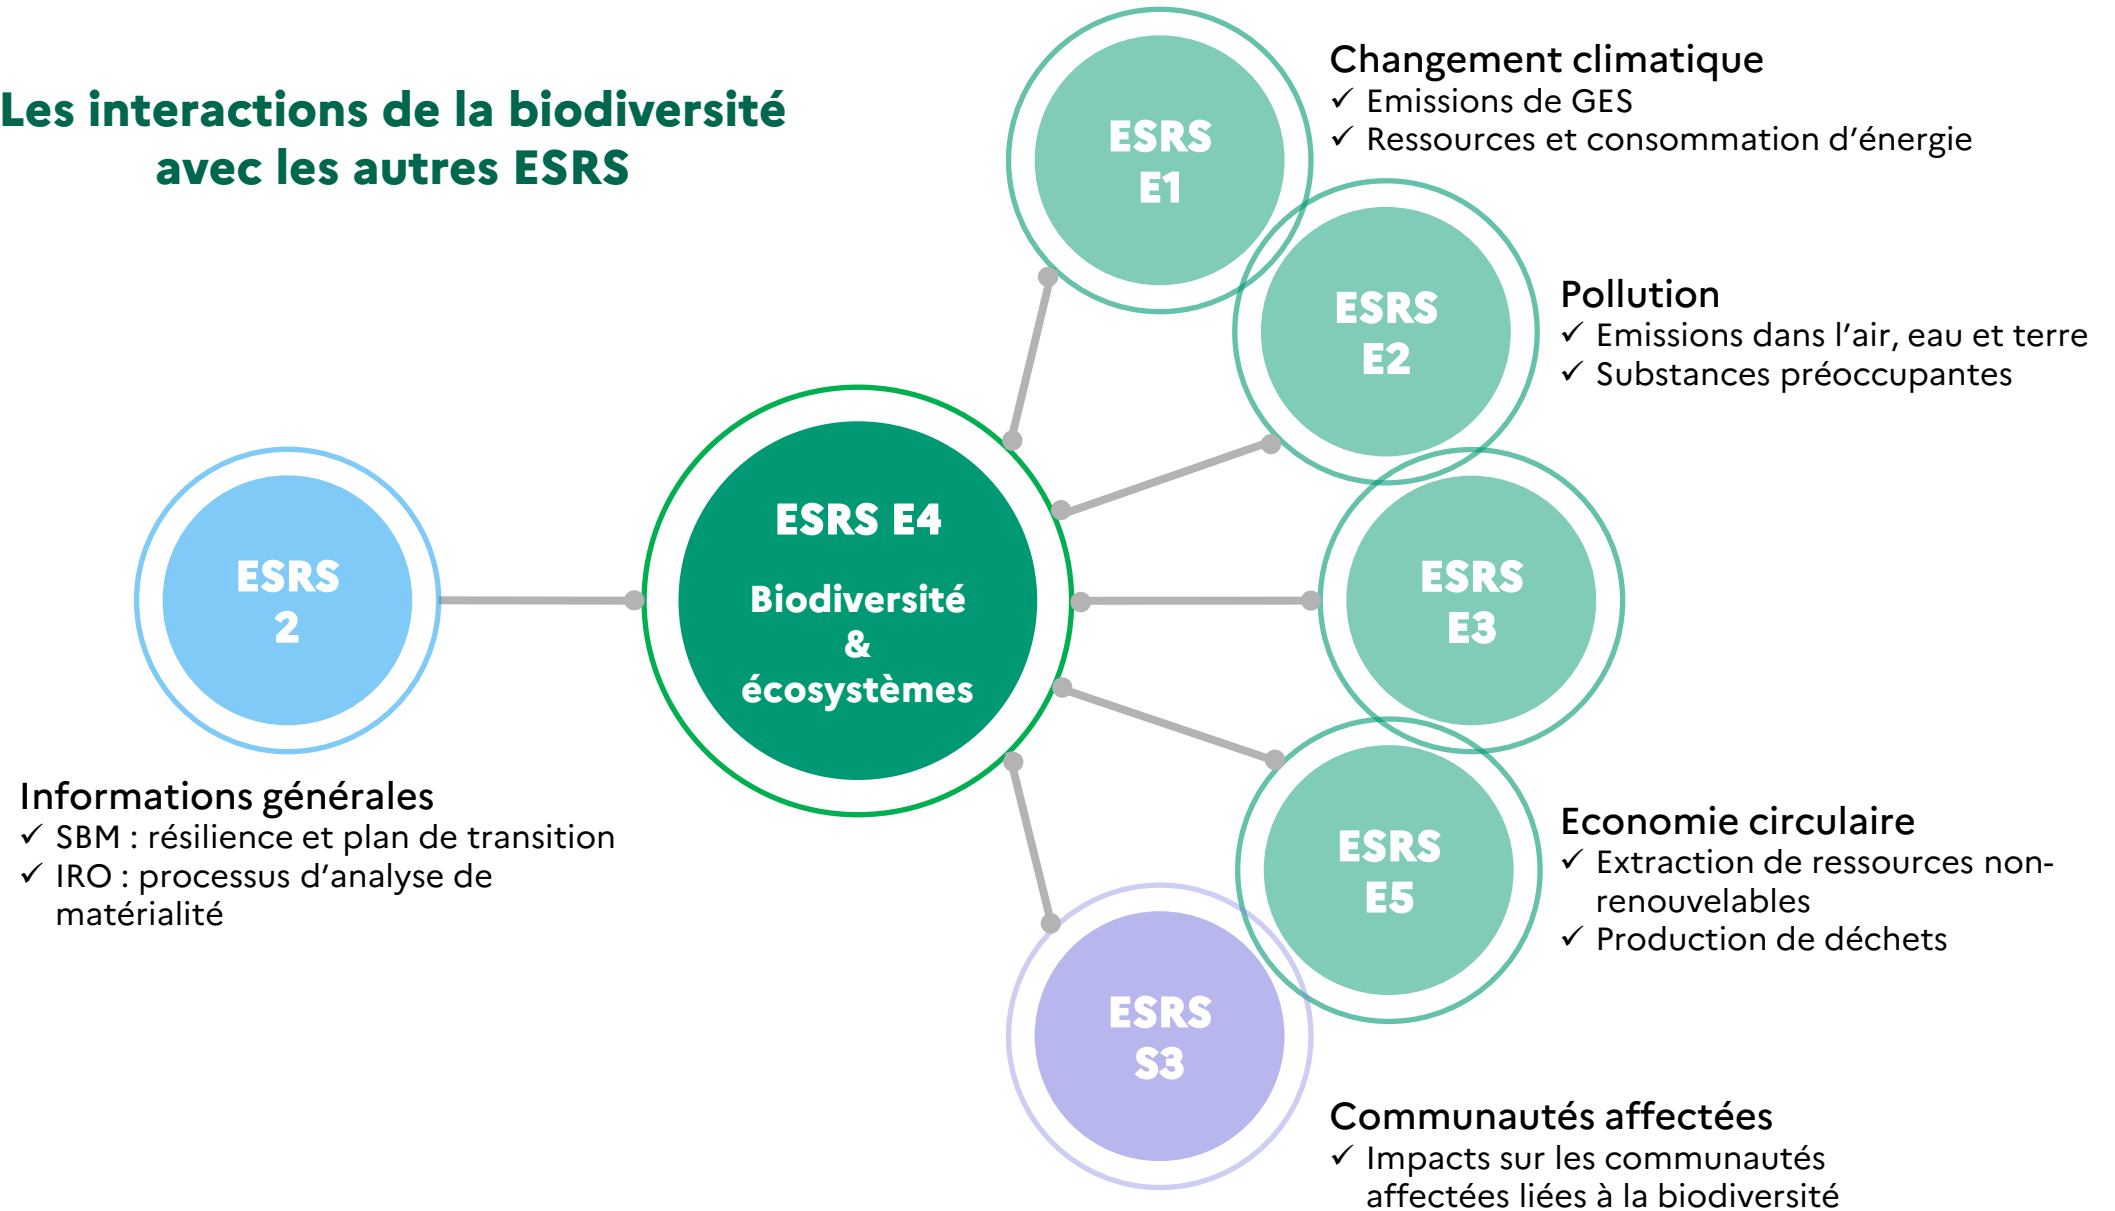 Les interactions de la biodiversité
avec les autres ESRS
ESRS
E1
Changement climatique
✓ Emissions de GES
✓ Ressources et consommation d’énergie
ESRS
E2
Pollution
✓ Emissions dans l’air, eau et terre
✓ Substances préoccupantes
ESRS
2
Informations générales
✓ SBM : résilience et plan de transition
✓ IRO : processus d’analyse de
matérialité
ESRS E4
Biodiversité
&
écosystèmes
ESRS
E3
ESRS
E5
Economie circulaire
✓ Extraction de ressources non-
renouvelables
✓ Production de déchets
ESRS
S3
Communautés affectées
✓ Impacts sur les communautés
affectées liées à la biodiversité